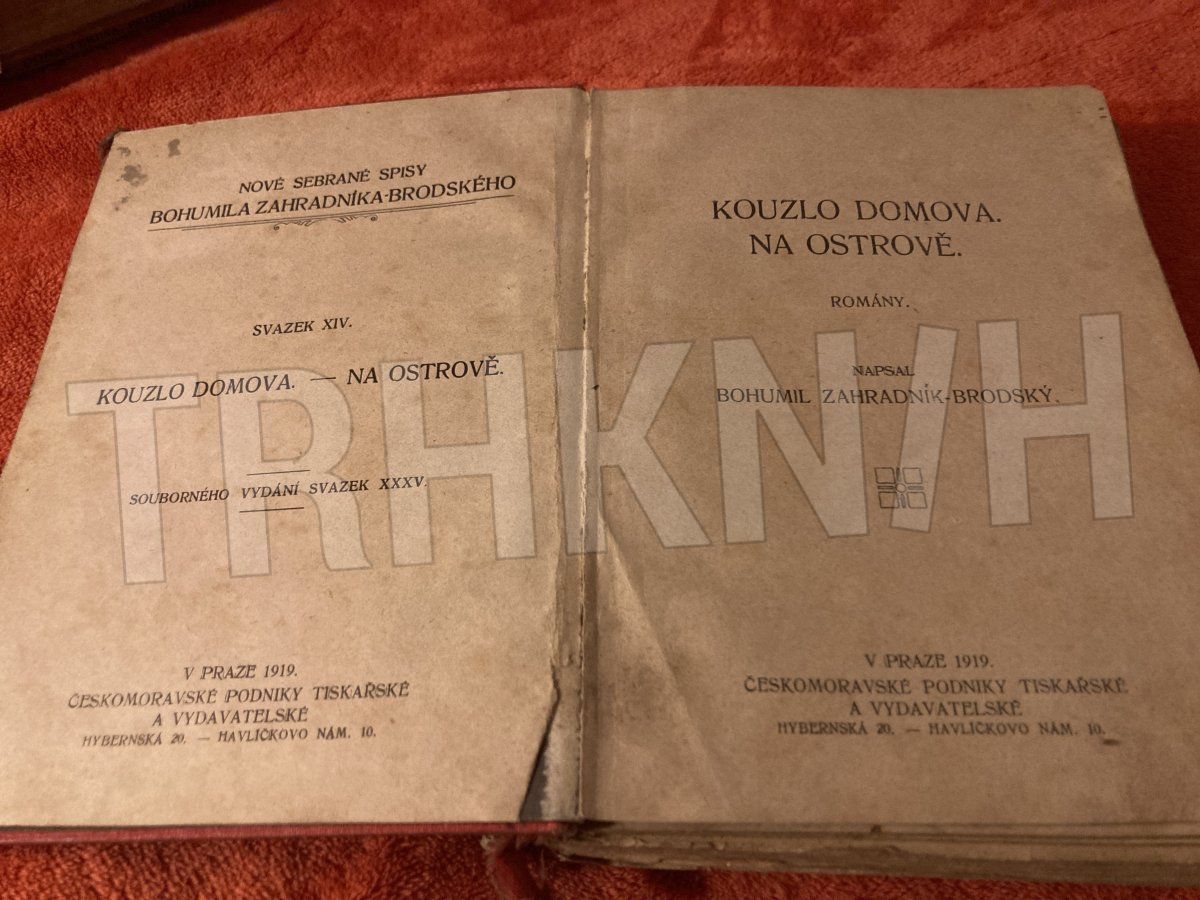 NOVÉ SEBRANÉ SPISY
BOHUMILA ZAHRADNÍKA-BRODSKÉHO
SVAZEK XIV.
KOUZLO DOMOVA. — NA OSTROVĚ.
SOUBORNÉHO VYDÁNÍ SVAZEK XXXV.
V PRAZE 1919.
ČESKOMORAVSKÉ PODNIKY TISKAŘSKÉ
A VYDAVATELSKÉ
HYBERNSKÁ 20. — HAVLÍČKOVO NÁM. 10.
KOUZLO DOMOVA.
NA OSTROVĚ.
ROMÁNY.
NAPSAL
BOHUMIL ZAHRADNÍK-BRODSKÝ.
V PRAZE 1919.
ČESKOMORAVSKÉ PODNIKY TISKAŘSKÉ
A VYDAVATELSKÉ
HYBERNSKÁ 20. — HAVLÍČKOVO NÁM. 10.
TRHKNIH